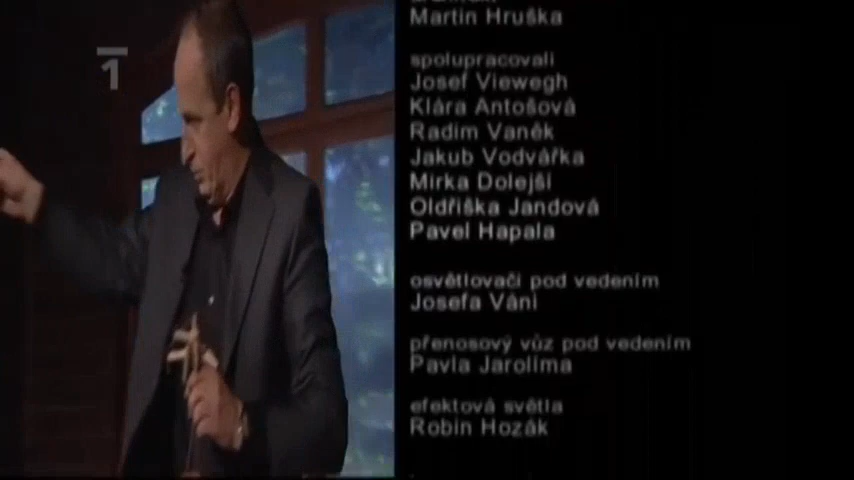 1
Martin Hruška
spolupracovali
Josef Viewegh
Klára Antošová
Radim Vaněk
Jakub Vodvářka
Mirka Dolejší
Oldřiška Jandová
Pavel Hapala
osvětlovači pod vedením
Josefa Váni
přenosový vůz pod vedením
Pavla Jarolíma
efektová světla
Robin Hozák